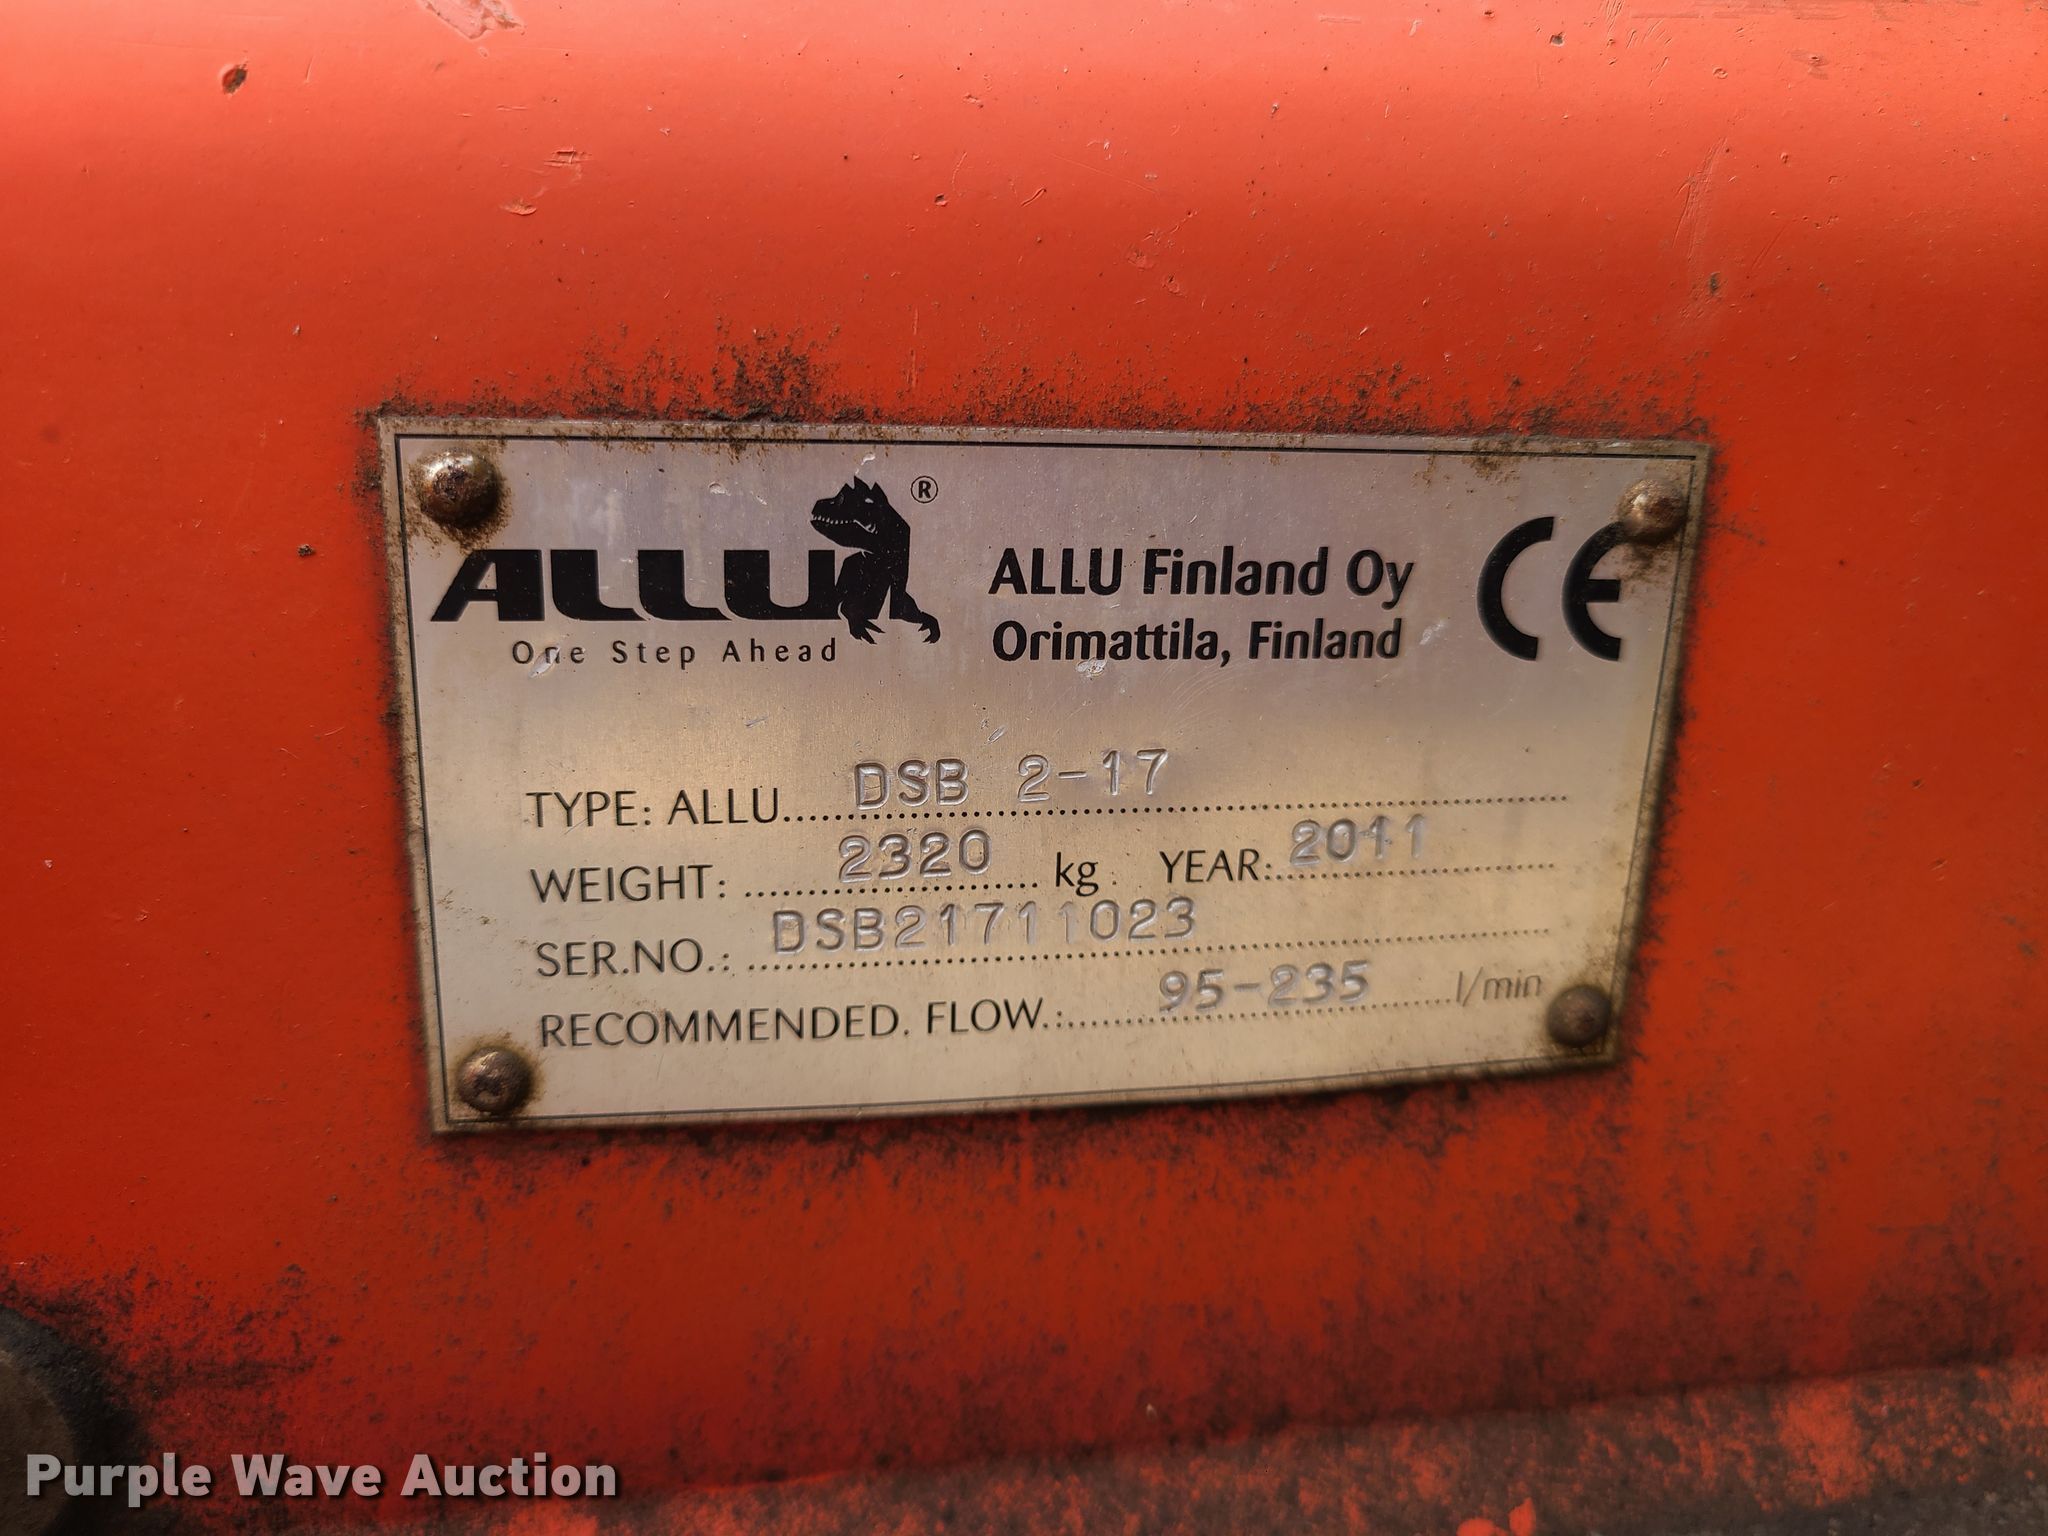 ALLU®
One Step Ahead
ALLU Finland Oy
Orimattila, Finland
CE
TYPE: ALLU DSB 2-17
WEIGHT: 2320 kg YEAR: 2011
SER.NO.: DSB21711023
RECOMMENDED. FLOW.: 95-235 l/min
Purple Wave Auction